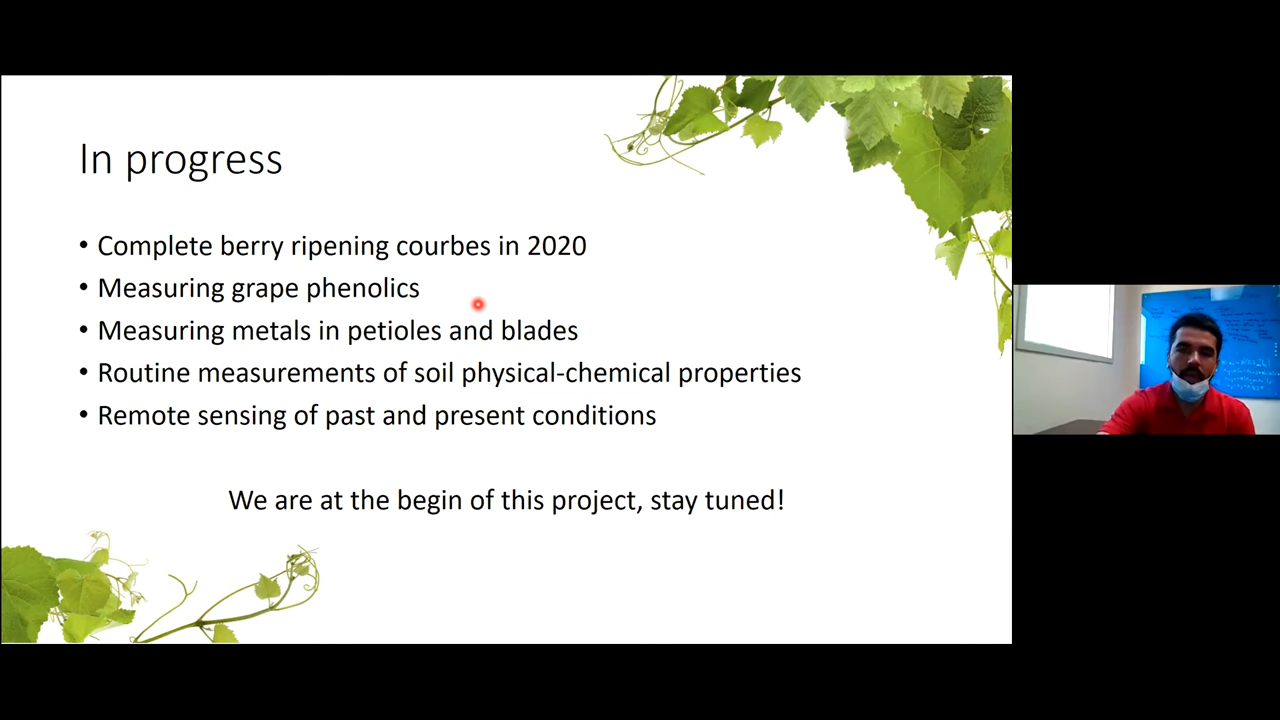 In progress
• Complete berry ripening courbes in 2020
• Measuring grape phenolics
• Measuring metals in petioles and blades
• Routine measurements of soil physical-chemical properties
• Remote sensing of past and present conditions
We are at the begin of this project, stay tuned!